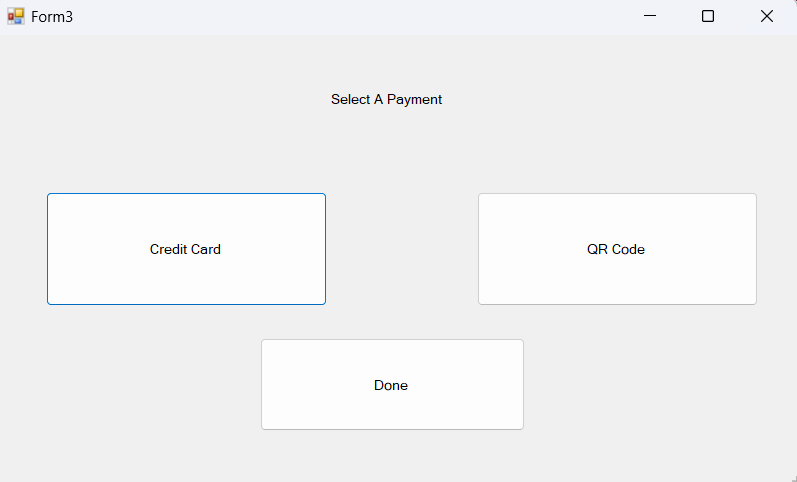 Form3
Select A Payment
Credit Card
QR Code
Done